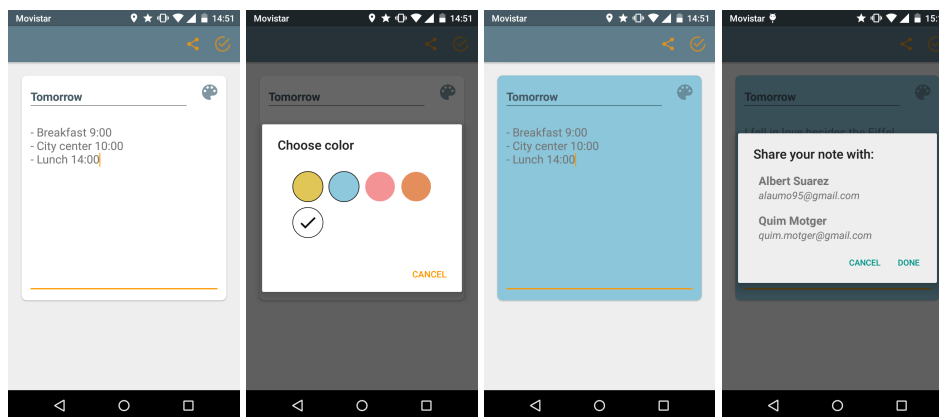 Movistar 14:51
Tomorrow
- Breakfast 9:00
- City center 10:00
- Lunch 14:00
Movistar 14:51
Tomorrow
Choose color
CANCEL
Movistar 14:51
Tomorrow
- Breakfast 9:00
- City center 10:00
- Lunch 14:00
Movistar 15:
Tomorrow
I fell in love besides the Eiffel
Share your note with:
Albert Suarez
alaumo95@gmail.com
Quim Motger
quim.motger@gmail.com
CANCEL DONE